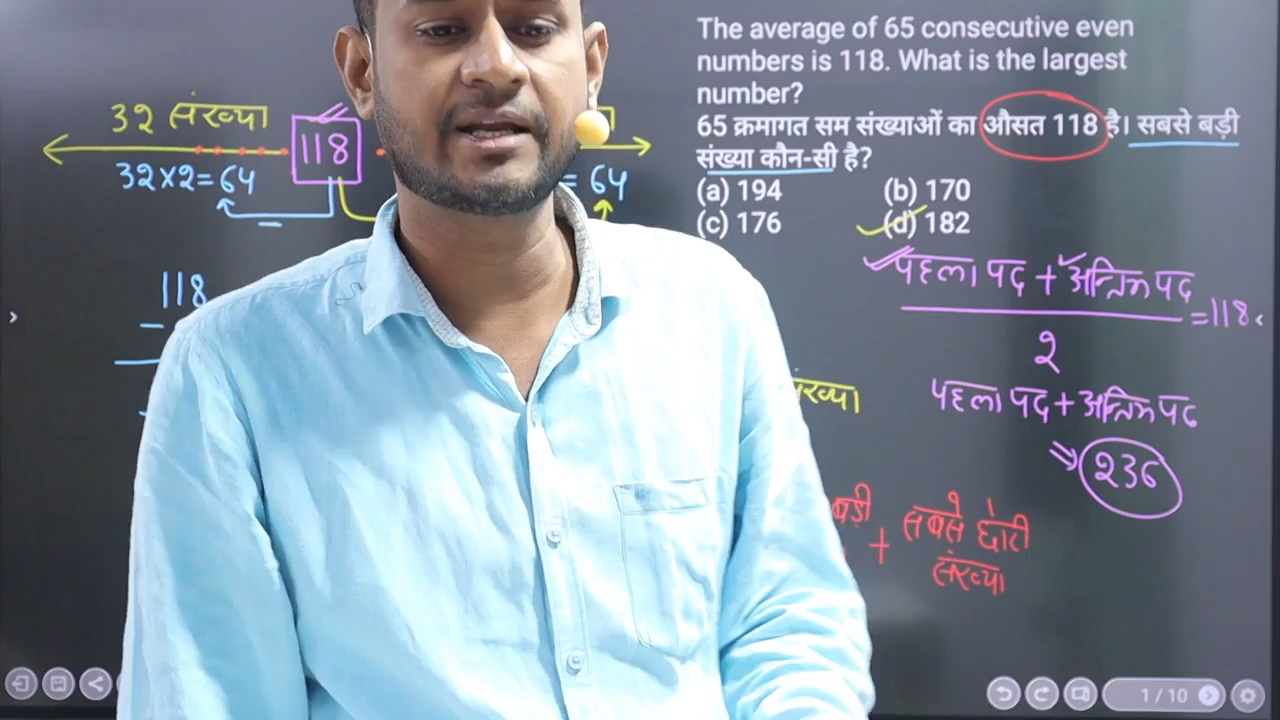 The average of 65 consecutive even
numbers is 118. What is the largest
number?
65 क्रमागत सम संख्याओं का औसत 118 है। सबसे बड़ी
संख्या कौन-सी है?
(a) 194 (b) 170
(c) 176 (d) 182
32 संख्या
118
32×2=64
= 64
118
पहला पद + अन्तिम पद
=118
2
पहला पद + अन्तिम पद
⇒ 236
बड़ी + सबसे छोटी
संख्या
1 / 10